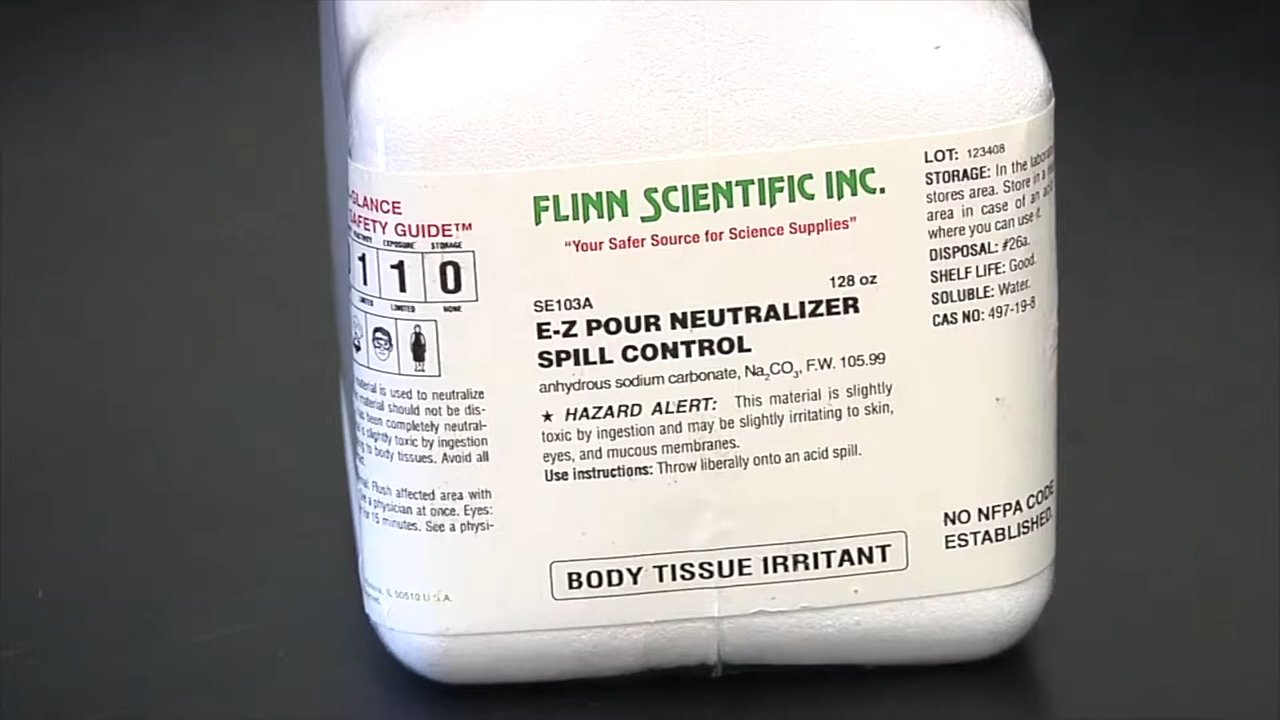 -GLANCE
SAFETY GUIDE™
EXPOSURE STORAGE
1 1 0
LIMITED LIMITED NONE
material is used to neutralize
material should not be dis-
has been completely neutral-
slightly toxic by ingestion
to body tissues. Avoid all
Flush affected area with
a physician at once. Eyes:
for 15 minutes. See a physi-
50510 U.S.A.
FLINN SCIENTIFIC INC.
"Your Safer Source for Science Supplies"
128 oz
SE103A
E-Z POUR NEUTRALIZER
SPILL CONTROL
anhydrous sodium carbonate, Na₂CO₃, F.W. 105.99
★ HAZARD ALERT: This material is slightly
toxic by ingestion and may be slightly irritating to skin,
eyes, and mucous membranes.
Use instructions: Throw liberally onto an acid spill.
BODY TISSUE IRRITANT
LOT: 123408
STORAGE: In the
stores area. Store in a
area in case of an
where you can use it.
DISPOSAL: #26a.
SHELF LIFE: Good.
SOLUBLE: Water.
CAS NO: 497-19-8
NO NFPA CODE
ESTABLISHED.